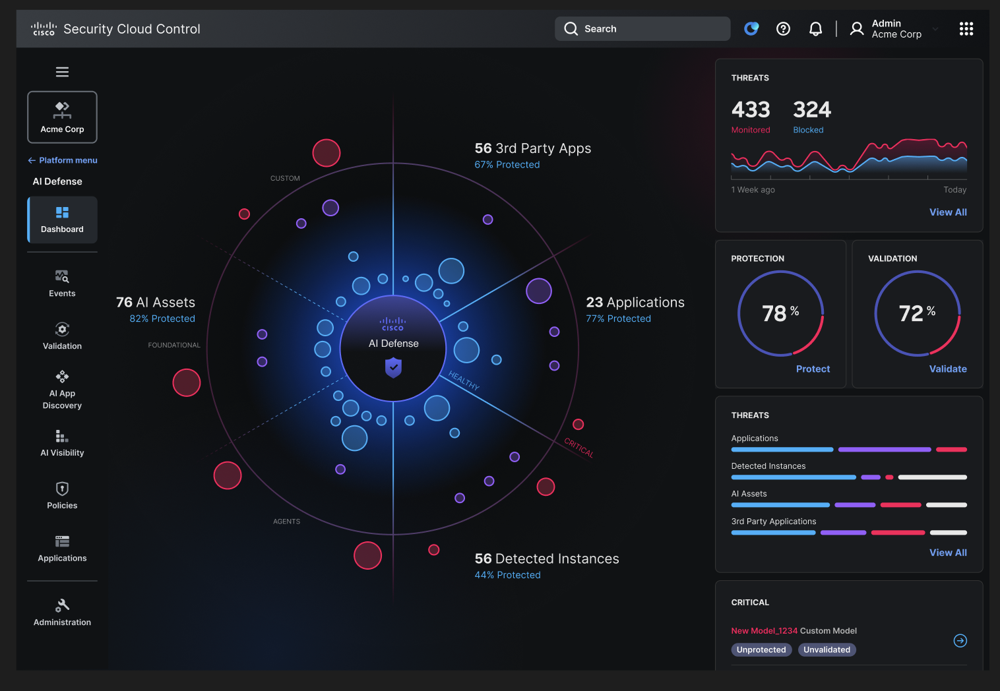 CISCO Security Cloud Control
Search
Admin
Acme Corp
Acme Corp
Platform menu
AI Defense
Dashboard
Events
Validation
AI App
Discovery
AI Visibility
Policies
Applications
Administration
CUSTOM
56 3rd Party Apps
67% Protected
76 AI Assets
82% Protected
FOUNDATIONAL
23 Applications
77% Protected
CISCO
AI Defense
HEALTHY
CRITICAL
AGENTS
56 Detected Instances
44% Protected
THREATS
433 324
Monitored Blocked
1 Week ago Today
View All
PROTECTION
78 %
Protect
VALIDATION
72 %
Validate
THREATS
Applications
Detected Instances
AI Assets
3rd Party Applications
View All
CRITICAL
New Model_1234 Custom Model
Unprotected Unvalidated